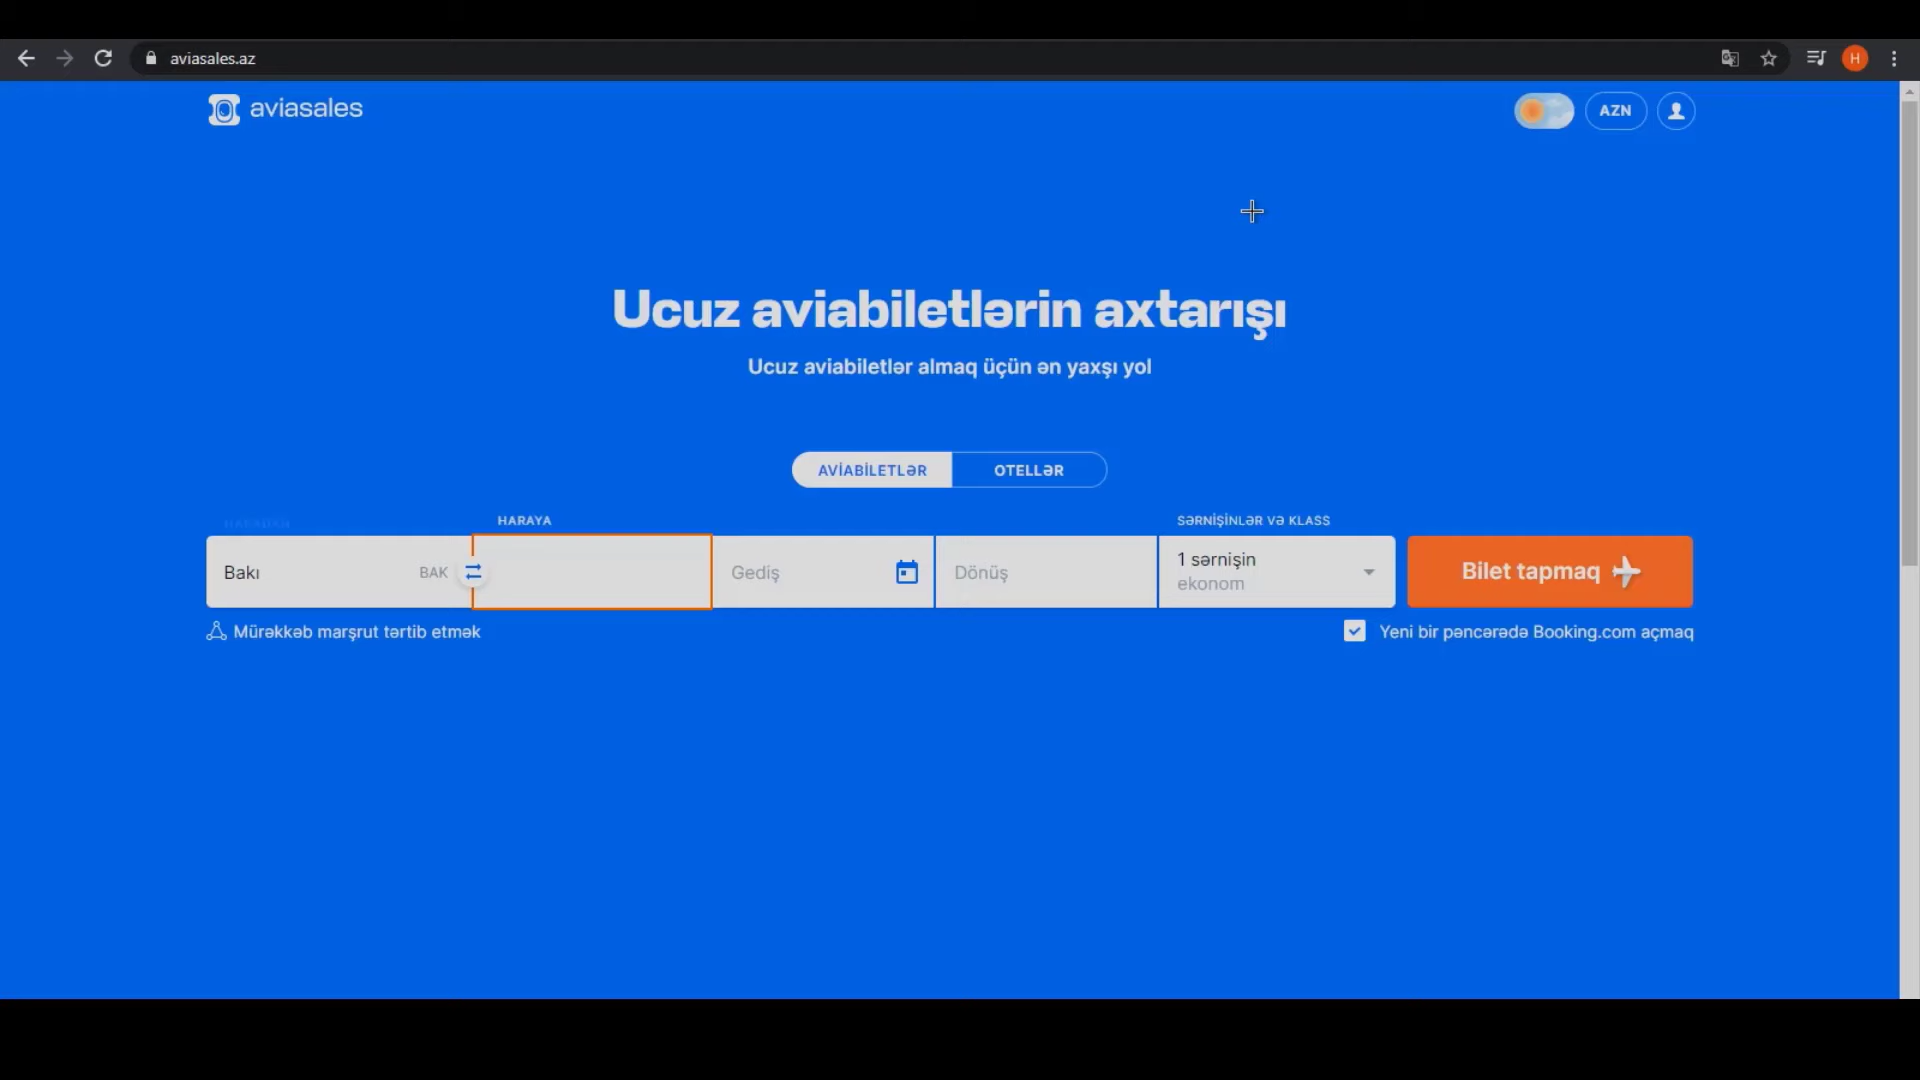 aviasales.az
H
aviasales
AZN
Ucuz aviabiletlərin axtarışı
Ucuz aviabiletlər almaq üçün ən yaxşı yol
AVİABİLETLƏR
OTELLƏR
HARAYA
SƏRNİŞİNLƏR VƏ KLASS
Bakı
BAK
Gediş
Dönüş
1 sərnişin
ekonom
Bilet tapmaq
Mürəkkəb marşrut tərtib etmək
Yeni bir pəncərədə Booking.com açmaq